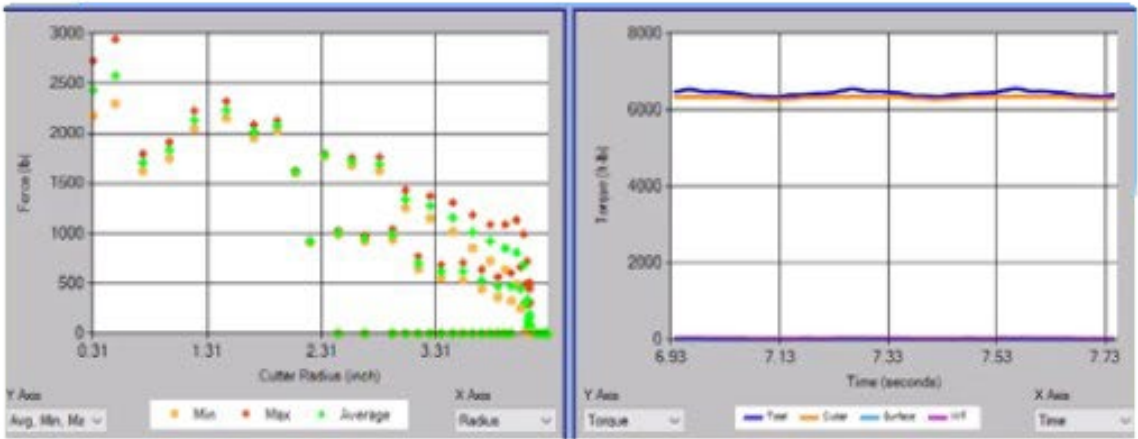 3000
2500
2000
1500
1000
500
0
Force (lb)
0.31 1.31 2.31 3.31
Cutter Radius (inch)
Y Axis
Avg, Min, Ma
Min Max Average
X Axis
Radius
8000
6000
4000
2000
0
Torque (ft-lb)
6.93 7.13 7.33 7.53 7.73
Time (seconds)
Y Axis
Torque
Total Cutter Surface
X Axis
Time